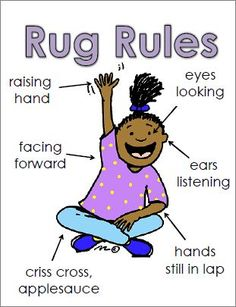 Rug Rules
raising
hand
eyes
looking
facing
forward
ears
listening
hands
still in lap
criss cross,
applesauce